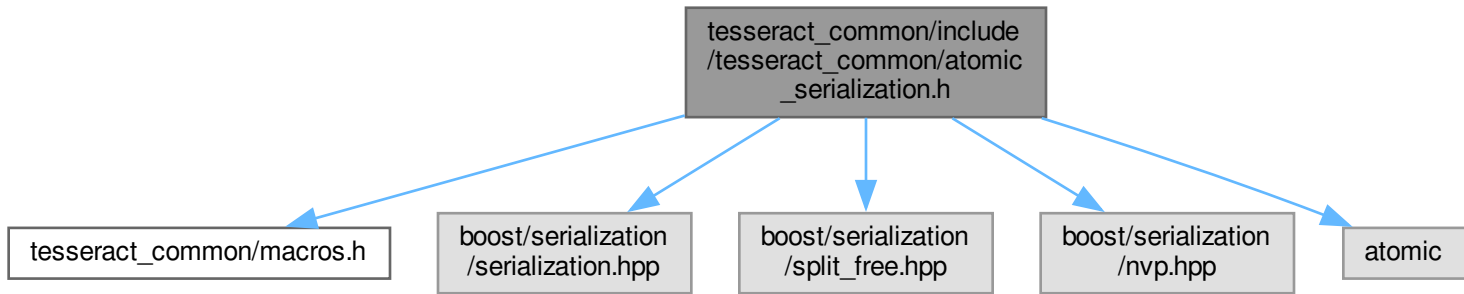 tesseract_common/include
/tesseract_common/atomic
_serialization.h
tesseract_common/macros.h
boost/serialization
/serialization.hpp
boost/serialization
/split_free.hpp
boost/serialization
/nvp.hpp
atomic